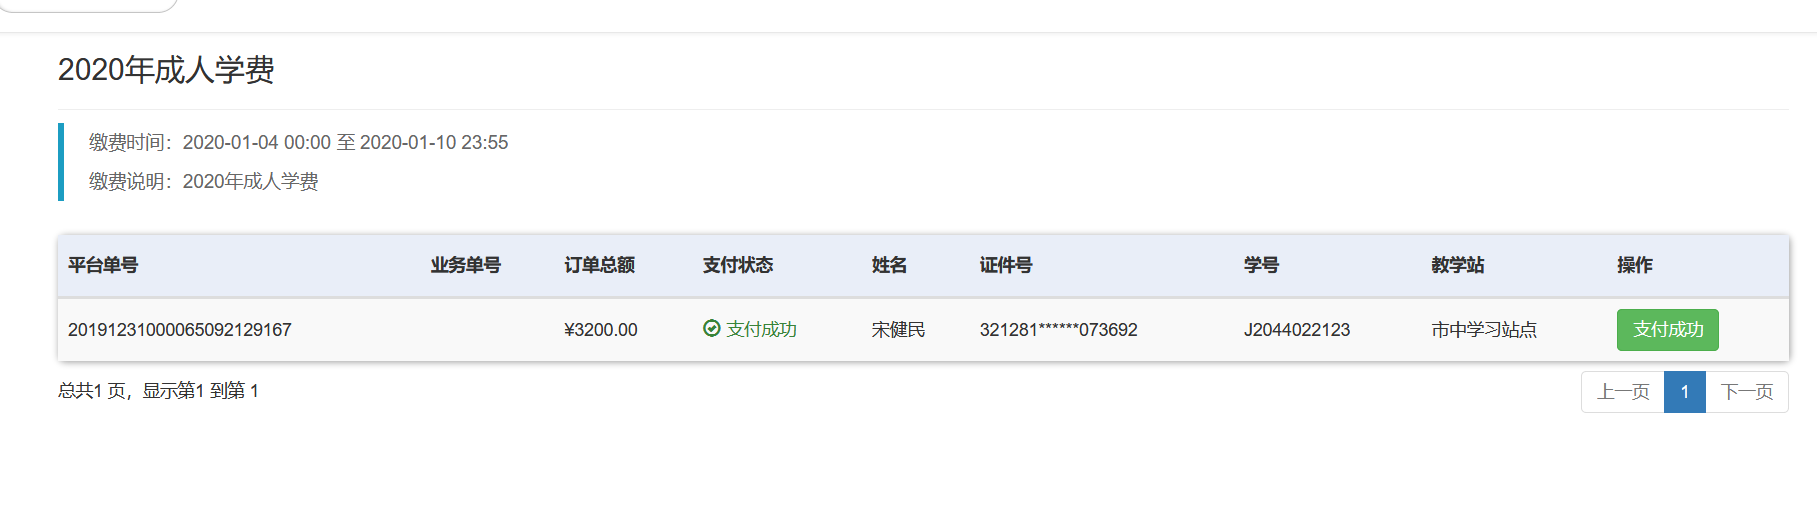 2020年成人学费
缴费时间：2020-01-04 00:00 至 2020-01-10 23:55
缴费说明：2020年成人学费
平台单号 业务单号 订单总额 支付状态 姓名 证件号 学号 教学站 操作
20191231000065092129167 ¥3200.00 支付成功 宋健民 321281******073692 J2044022123 市中学习站点 支付成功
总共1 页，显示第1 到第 1 上一页 1 下一页